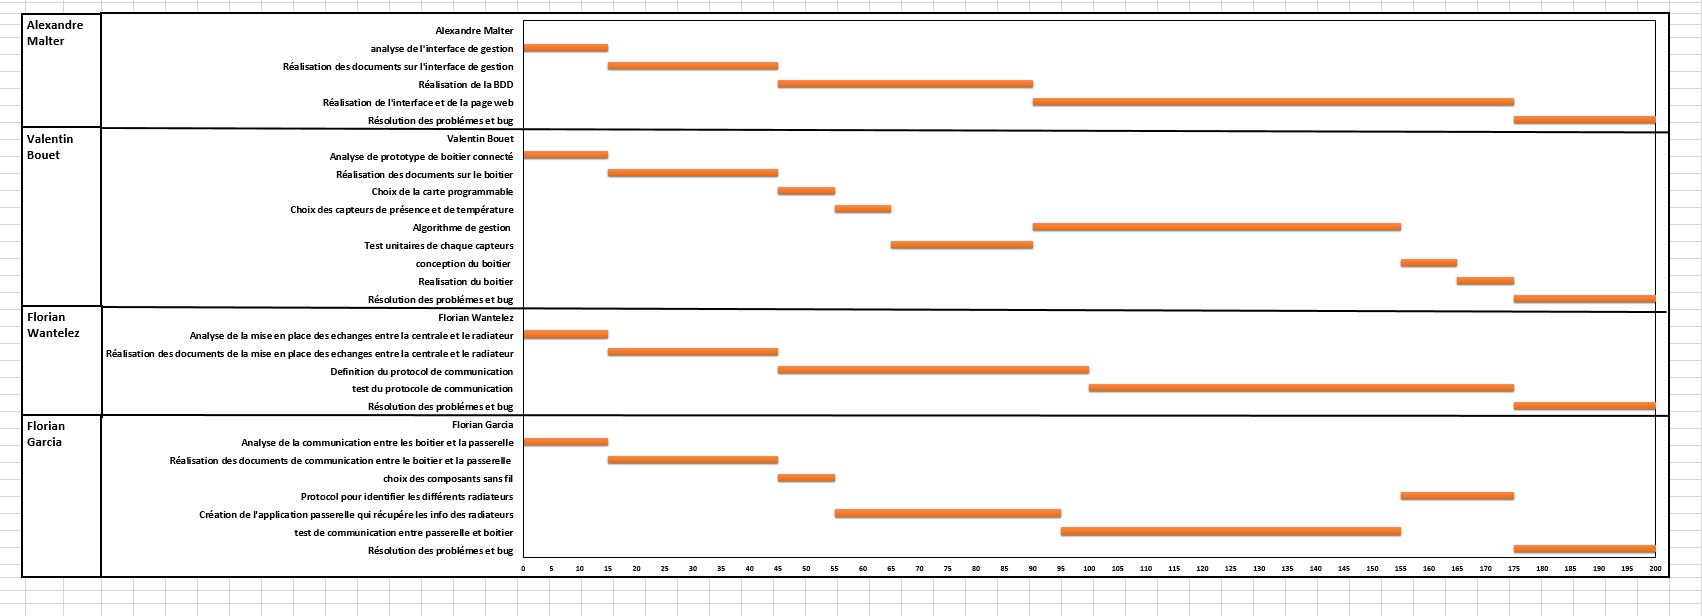 Alexandre
Malter
Alexandre Malter
analyse de l'interface de gestion
Réalisation des documents sur l'interface de gestion
Réalisation de la BDD
Réalisation de l'interface et de la page web
Résolution des problémes et bug
Valentin
Bouet
Valentin Bouet
Analyse de prototype de boitier connecté
Réalisation des documents sur le boitier
Choix de la carte programmable
Choix des capteurs de présence et de température
Algorithme de gestion
Test unitaires de chaque capteurs
conception du boitier
Realisation du boitier
Résolution des problémes et bug
Florian
Wantelez
Florian Wantelez
Analyse de la mise en place des echanges entre la centrale et le radiateur
Réalisation des documents de la mise en place des echanges entre la centrale et le radiateur
Definition du protocol de communication
test du protocole de communication
Résolution des problémes et bug
Florian
Garcia
Florian Garcia
Analyse de la communication entre les boitier et la passerelle
Réalisation des documents de communication entre le boitier et la passerelle
choix des composants sans fil
Protocol pour identifier les différents radiateurs
Création de l'application passerelle qui récupére les info des radiateurs
test de communication entre passerelle et boitier
Résolution des problémes et bug
0 5 10 15 20 25 30 35 40 45 50 55 60 65 70 75 80 85 90 95 100 105 110 115 120 125 130 135 140 145 150 155 160 165 170 175 180 185 190 195 200